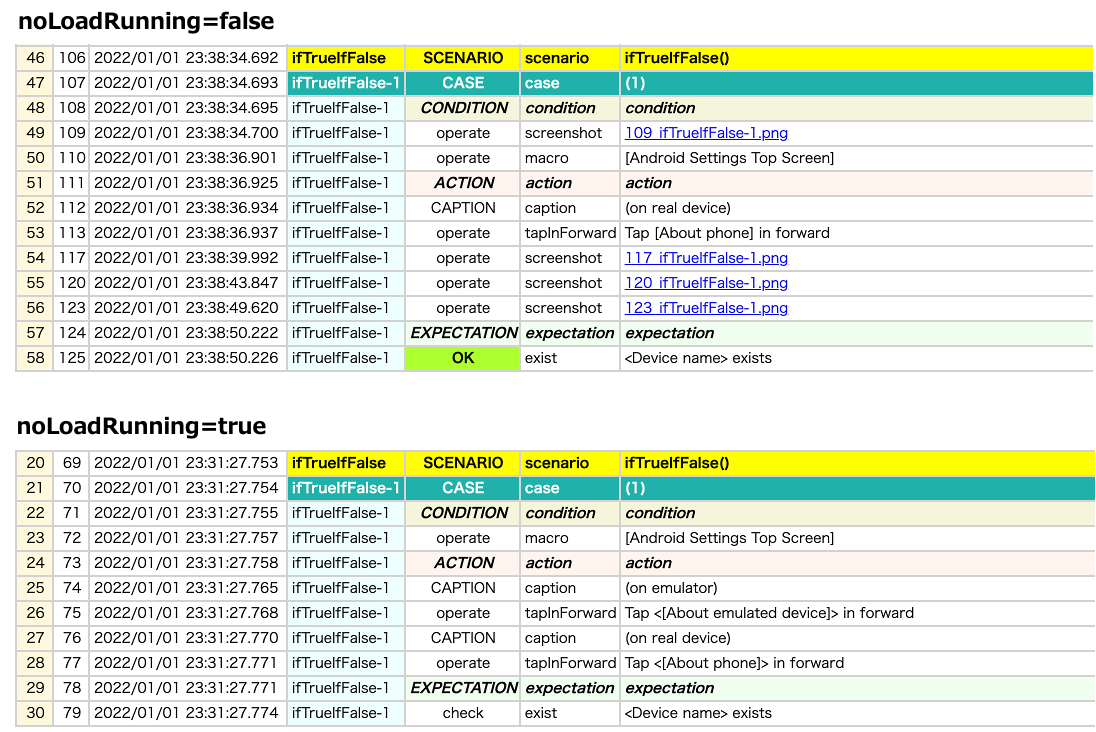 noLoadRunning=false
46 106 2022/01/01 23:38:34.692 ifTrueIfFalse SCENARIO scenario ifTrueIfFalse()
47 107 2022/01/01 23:38:34.693 ifTrueIfFalse-1 CASE case (1)
48 108 2022/01/01 23:38:34.695 ifTrueIfFalse-1 CONDITION condition condition
49 109 2022/01/01 23:38:34.700 ifTrueIfFalse-1 operate screenshot 109_ifTrueIfFalse-1.png
50 110 2022/01/01 23:38:36.901 ifTrueIfFalse-1 operate macro [Android Settings Top Screen]
51 111 2022/01/01 23:38:36.925 ifTrueIfFalse-1 ACTION action action
52 112 2022/01/01 23:38:36.934 ifTrueIfFalse-1 CAPTION caption (on real device)
53 113 2022/01/01 23:38:36.937 ifTrueIfFalse-1 operate tapInForward Tap [About phone] in forward
54 117 2022/01/01 23:38:39.992 ifTrueIfFalse-1 operate screenshot 117_ifTrueIfFalse-1.png
55 120 2022/01/01 23:38:43.847 ifTrueIfFalse-1 operate screenshot 120_ifTrueIfFalse-1.png
56 123 2022/01/01 23:38:49.620 ifTrueIfFalse-1 operate screenshot 123_ifTrueIfFalse-1.png
57 124 2022/01/01 23:38:50.222 ifTrueIfFalse-1 EXPECTATION expectation expectation
58 125 2022/01/01 23:38:50.226 ifTrueIfFalse-1 OK exist <Device name> exists
noLoadRunning=true
20 69 2022/01/01 23:31:27.753 ifTrueIfFalse SCENARIO scenario ifTrueIfFalse()
21 70 2022/01/01 23:31:27.754 ifTrueIfFalse-1 CASE case (1)
22 71 2022/01/01 23:31:27.755 ifTrueIfFalse-1 CONDITION condition condition
23 72 2022/01/01 23:31:27.757 ifTrueIfFalse-1 operate macro [Android Settings Top Screen]
24 73 2022/01/01 23:31:27.758 ifTrueIfFalse-1 ACTION action action
25 74 2022/01/01 23:31:27.765 ifTrueIfFalse-1 CAPTION caption (on emulator)
26 75 2022/01/01 23:31:27.768 ifTrueIfFalse-1 operate tapInForward Tap <[About emulated device]> in forward
27 76 2022/01/01 23:31:27.770 ifTrueIfFalse-1 CAPTION caption (on real device)
28 77 2022/01/01 23:31:27.771 ifTrueIfFalse-1 operate tapInForward Tap <[About phone]> in forward
29 78 2022/01/01 23:31:27.771 ifTrueIfFalse-1 EXPECTATION expectation expectation
30 79 2022/01/01 23:31:27.774 ifTrueIfFalse-1 check exist <Device name> exists